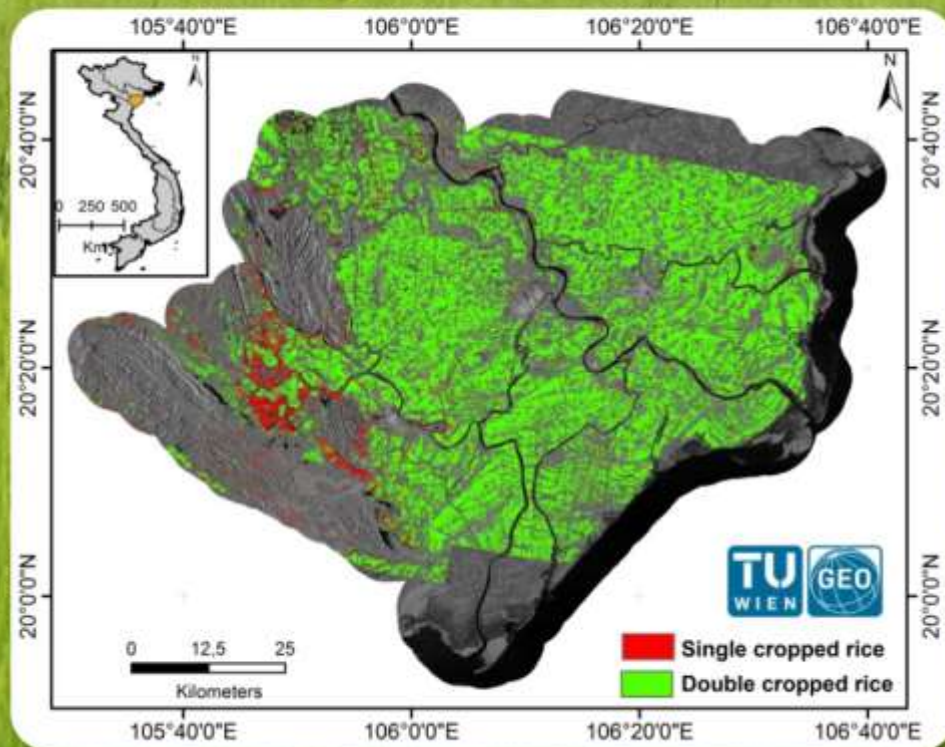 105°40'0"E 106°0'0"E 106°20'0"E 106°40'0"E
N
N
20°40'0"N
20°40'0"N
0 250 500
Km
20°20'0"N
20°20'0"N
TU
WIEN
GEO
20°0'0"N
20°0'0"N
0 12,5 25
Kilometers
Single cropped rice
Double cropped rice
105°40'0"E 106°0'0"E 106°20'0"E 106°40'0"E